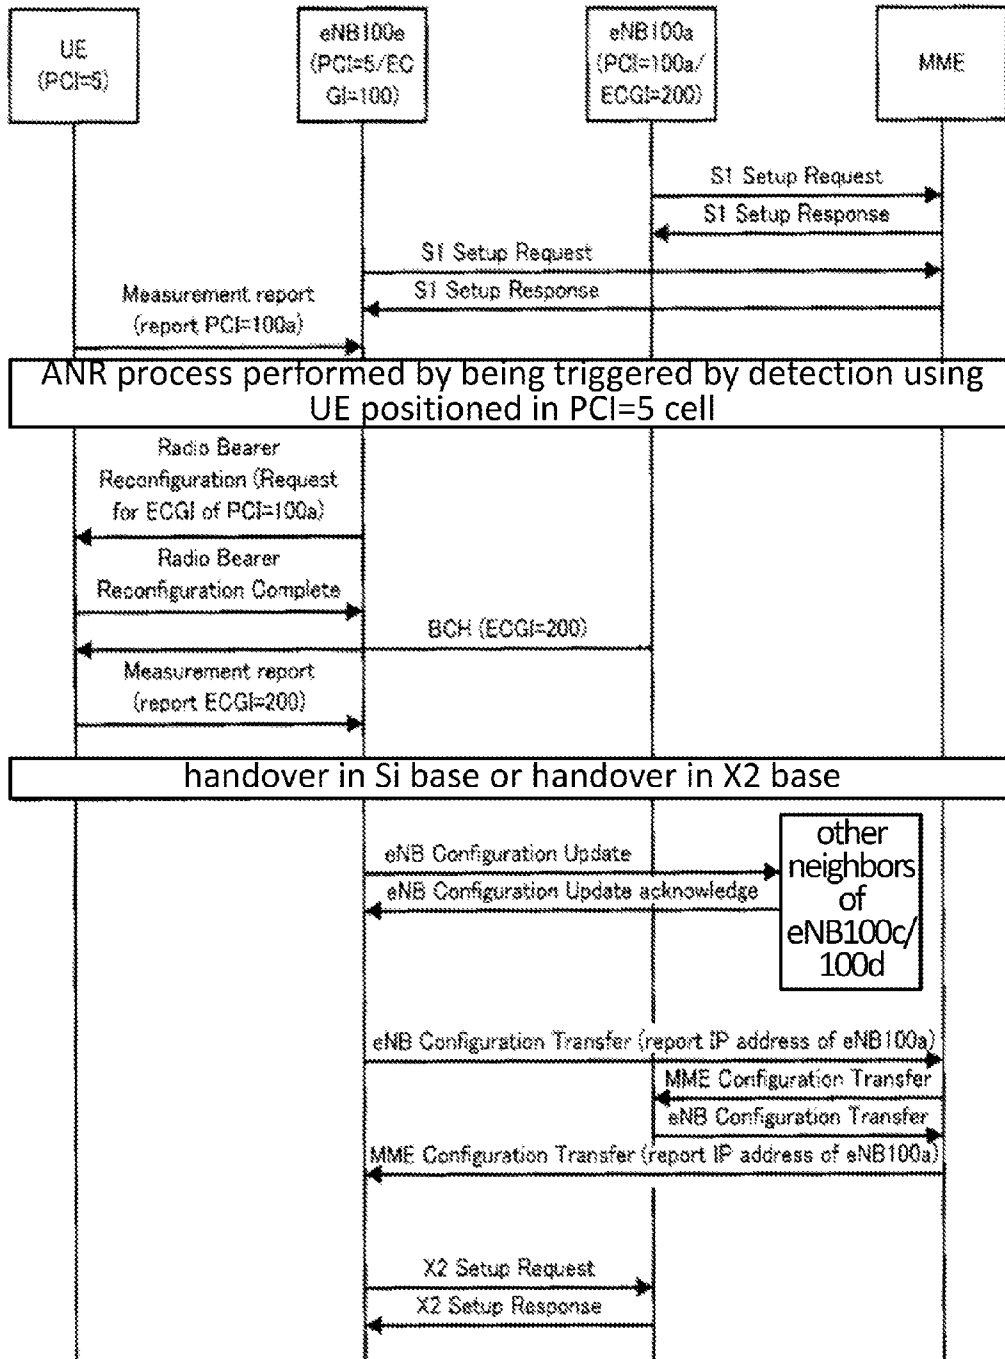 UE
(PCI=5)
eNB100e
(PCI=5/EC
GI=100)
eNB100a
(PCI=100a/
ECGI=200)
MME
S1 Setup Request
S1 Setup Response
S1 Setup Request
S1 Setup Response
Measurement report
(report PCI=100a)
ANR process performed by being triggered by detection using
UE positioned in PCI=5 cell
Radio Bearer
Reconfiguration (Request
for ECGI of PCI=100a)
Radio Bearer
Reconfiguration Complete
BCH (ECGI=200)
Measurement report
(report ECGI=200)
handover in Si base or handover in X2 base
other
neighbors
of
eNB100c/
100d
eNB Configuration Update
eNB Configuration Update acknowledge
eNB Configuration Transfer (report IP address of eNB100a)
MME Configuration Transfer
eNB Configuration Transfer
MME Configuration Transfer (report IP address of eNB100a)
X2 Setup Request
X2 Setup Response